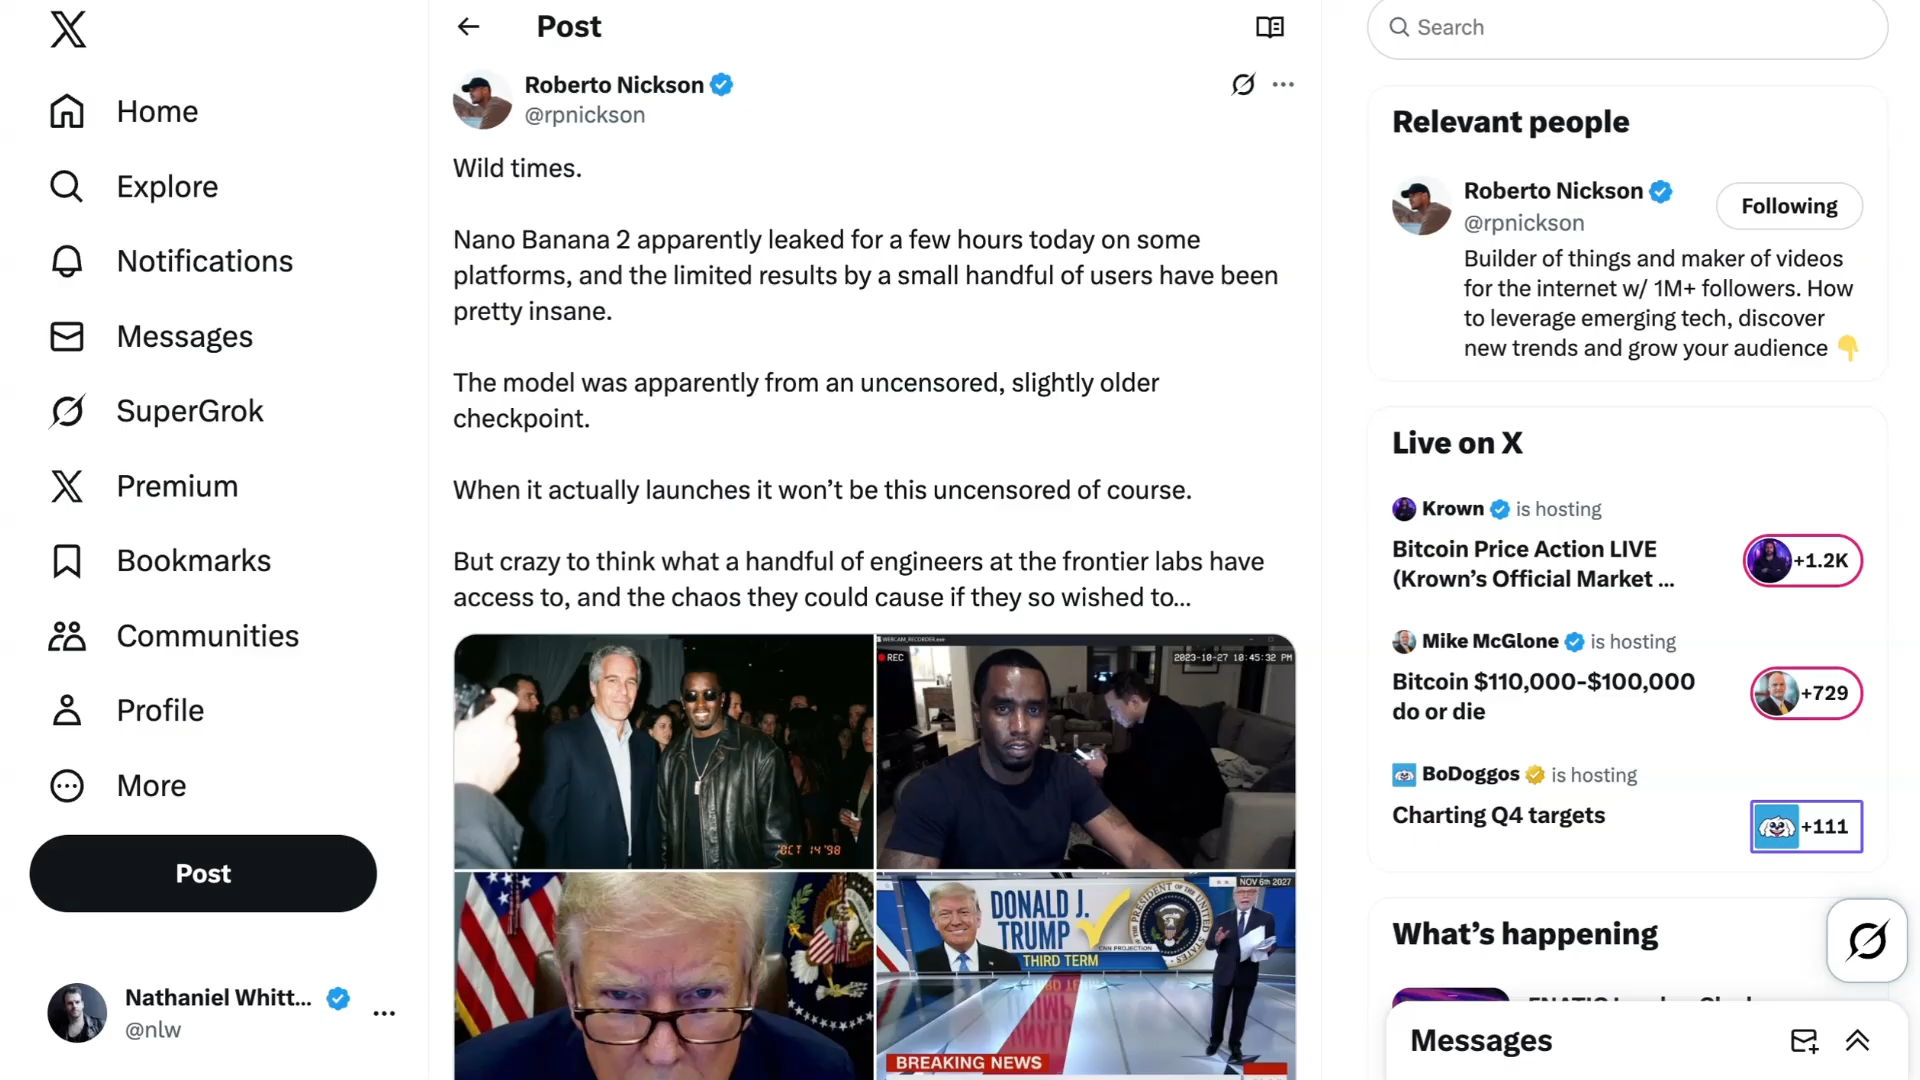 Home
Explore
Notifications
Messages
SuperGrok
Premium
Bookmarks
Communities
Profile
More
Post
Nathaniel Whitt...
@nlw
Post
Roberto Nickson
@rpnickson
Wild times.
Nano Banana 2 apparently leaked for a few hours today on some
platforms, and the limited results by a small handful of users have been
pretty insane.
The model was apparently from an uncensored, slightly older
checkpoint.
When it actually launches it won’t be this uncensored of course.
But crazy to think what a handful of engineers at the frontier labs have
access to, and the chaos they could cause if they so wished to...
OCT 14 '98
WEBCAM_RECORDER.exe
REC
2023-10-27 10:45:32 PM
NOV 6th 2027
DONALD J.
TRUMP
CNN PROJECTION
THIRD TERM
BREAKING NEWS
Search
Relevant people
Roberto Nickson
@rpnickson
Following
Builder of things and maker of videos
for the internet w/ 1M+ followers. How
to leverage emerging tech, discover
new trends and grow your audience 👇
Live on X
Krown is hosting
Bitcoin Price Action LIVE
(Krown’s Official Market ...
+1.2K
Mike McGlone is hosting
Bitcoin $110,000-$100,000
do or die
+729
BoDoggos is hosting
Charting Q4 targets
+111
What’s happening
Messages